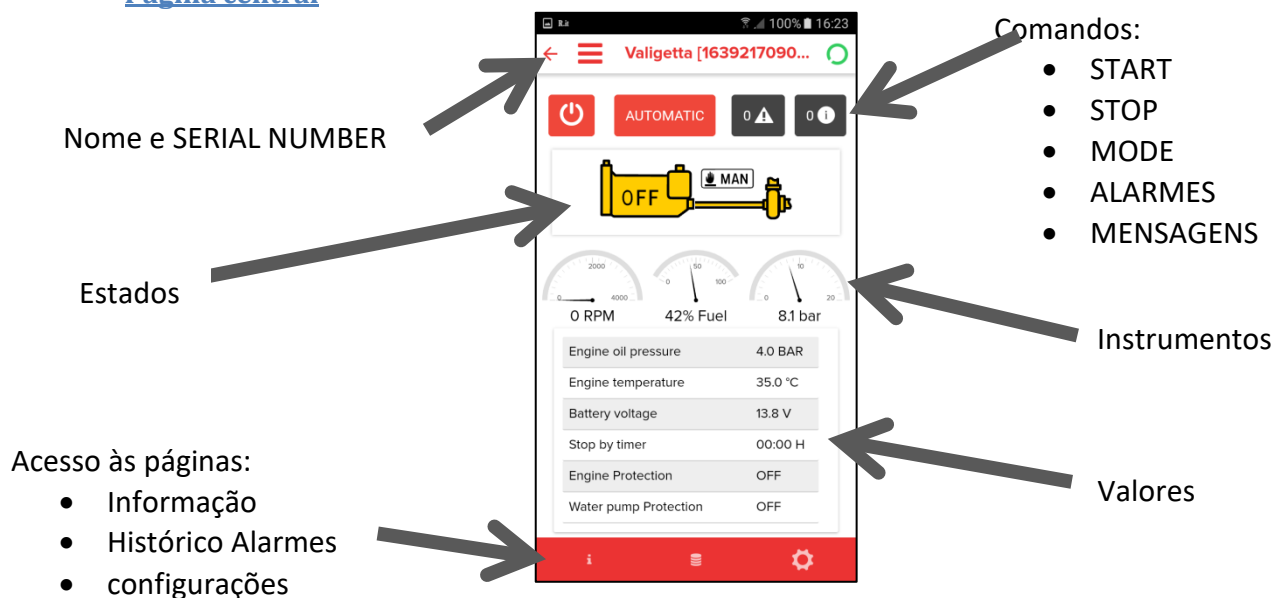 Página central
R.it 100% 16:23
Valigetta [1639217090...
AUTOMATIC 0 0 i
OFF
MAN
2000
0 4000
0 RPM
50
0 100
42% Fuel
10
0 20
8.1 bar
Engine oil pressure 4.0 BAR
Engine temperature 35.0 °C
Battery voltage 13.8 V
Stop by timer 00:00 H
Engine Protection OFF
Water pump Protection OFF
i
Nome e SERIAL NUMBER
Estados
Acesso às páginas:
• Informação
• Histórico Alarmes
• configurações
Comandos:
• START
• STOP
• MODE
• ALARMES
• MENSAGENS
Instrumentos
Valores